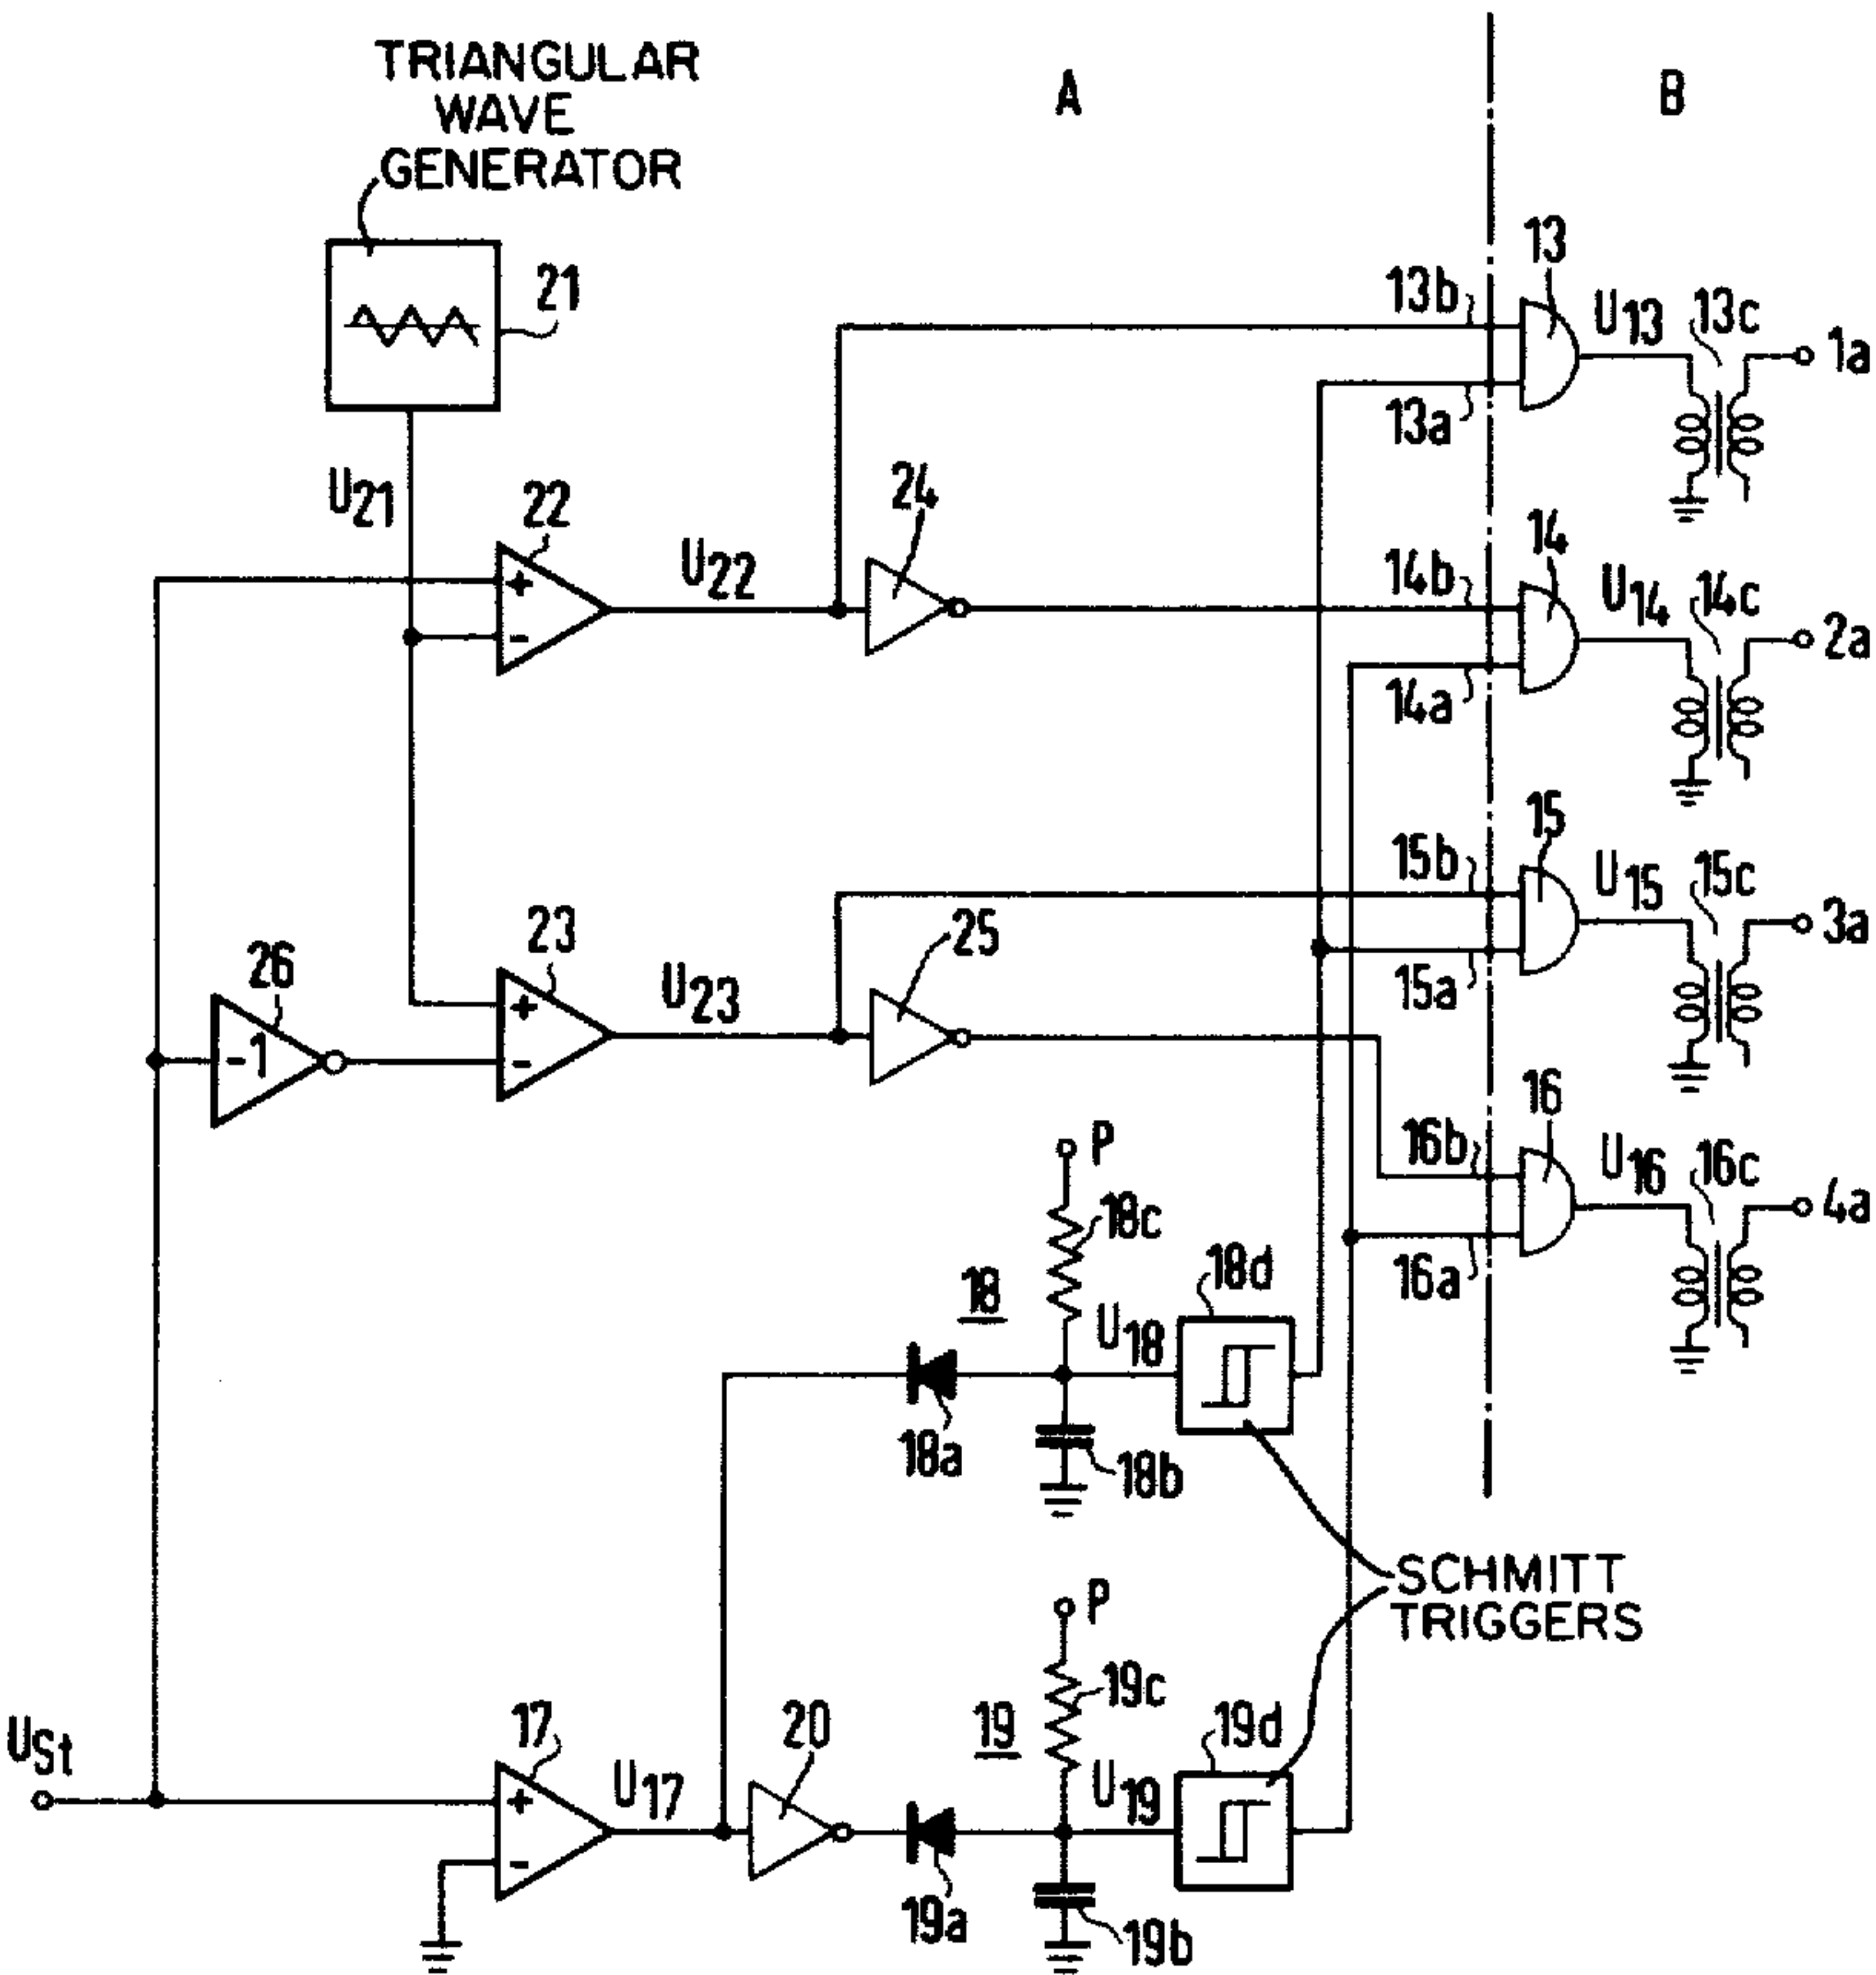 TRIANGULAR
WAVE
GENERATOR
A
B
21
13b
13
U13
13c
1a
13a
U21
22
+
-
U22
24
14b
14
U14
14c
2a
14a
26
-1
23
+
-
U23
25
15b
15
U15
15c
3a
15a
16b
16
U16
16c
4a
16a
P
18c
18
18d
U18
18a
18b
SCHMITT
TRIGGERS
P
19c
19
19d
U19
USt
17
+
-
U17
20
19a
19b